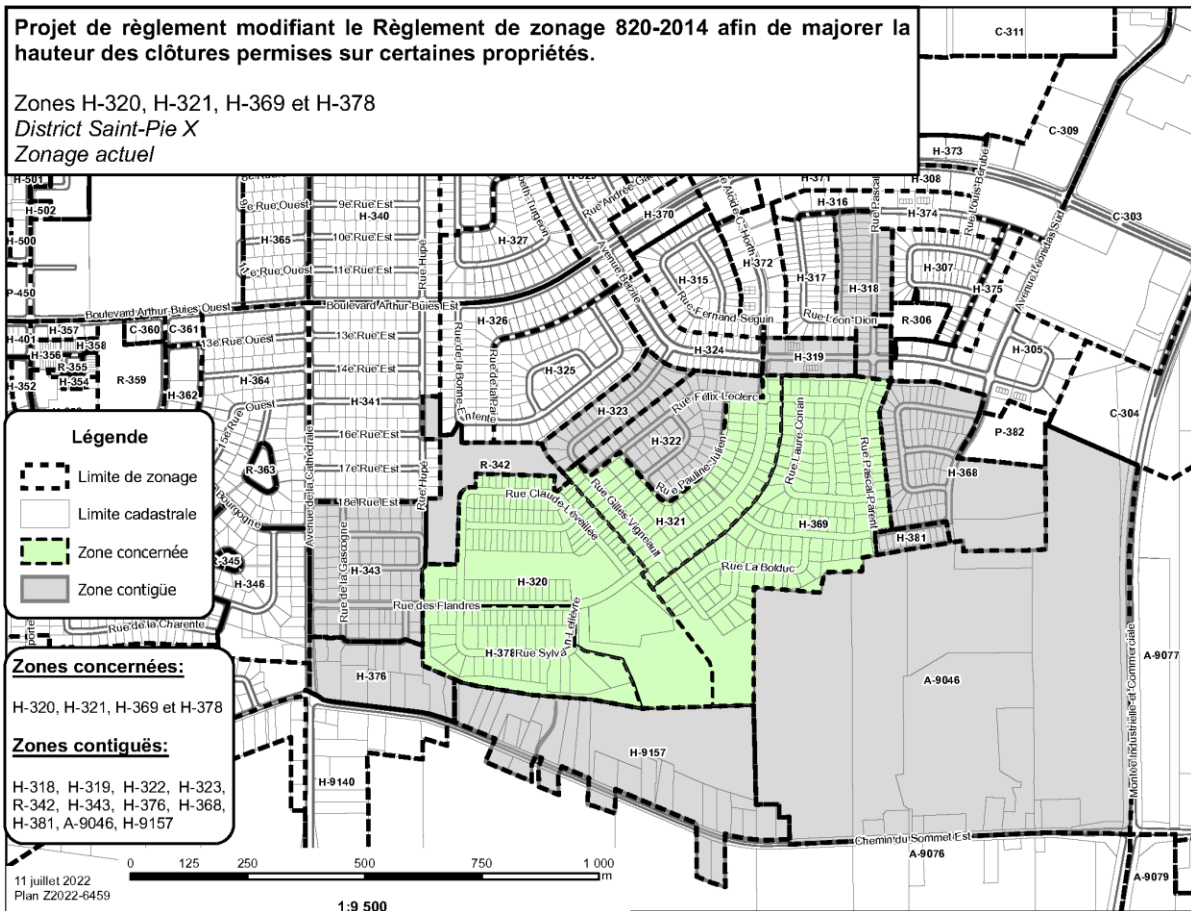 Projet de règlement modifiant le Règlement de zonage 820-2014 afin de majorer la
hauteur des clôtures permises sur certaines propriétés.
Zones H-320, H-321, H-369 et H-378
District Saint-Pie X
Zonage actuel
C-311
C-309
H-373
H-308
H-316
H-374
C-303
H-501
H-502
H-340
9e Rue Est
H-365
10e Rue Est
11e Rue Est
H-327
H-370
H-372
H-315
H-317
H-318
H-307
H-375
H-500
P-450
Rue Hupé
Avenue Belzile
Rue Fernand-Séguin
Rue Léon-Dion
R-306
Avenue Léonidas Sud
Boulevard Arthur-Buies Ouest
Boulevard Arthur-Buies Est
H-357
C-360
C-361
H-401
H-356
H-358
R-355
H-354
H-352
R-359
H-362
13e Rue Ouest
13e Rue Est
H-326
H-324
H-319
H-305
14e Rue Est
H-364
H-325
H-341
15e Rue Ouest
H-323
Rue Félix-Leclerc
H-322
Rue Pauline-Julien
Rue Laure-Conan
Rue Pascal-Parent
C-304
P-382
H-368
16e Rue Est
17e Rue Est
18e Rue Est
R-363
R-342
Avenue de la Cathédrale
Rue Hupé
Rue Claude-Léveillée
Rue Gilles-Vigneault
H-321
H-369
H-381
R-345
H-346
Rue de la Gascogne
H-343
H-320
Rue La Bolduc
Rue des Flandres
Rue de la Charente
H-378
H-376
A-9046
A-9077
H-9157
H-9140
Montée Industrielle et Commerciale
Chemin du Sommet Est
A-9076
A-9079
Légende
Limite de zonage
Limite cadastrale
Zone concernée
Zone contigüe
Zones concernées:
H-320, H-321, H-369 et H-378
Zones contiguës:
H-318, H-319, H-322, H-323,
R-342, H-343, H-376, H-368,
H-381, A-9046, H-9157
0 125 250 500 750 1 000
m
11 juillet 2022
Plan Z2022-6459
1:9 500